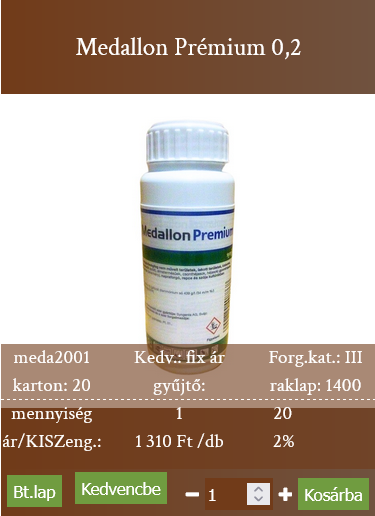 Medallon Prémium 0,2
Medallon Premium
meda2001 Kedv.: fix ár Forg.kat.: III
karton: 20 gyűjtő: raklap: 1400
mennyiség 1 20
ár/KISZeng.: 1 310 Ft /db 2%
Bt.lap Kedvencbe 1 Kosárba